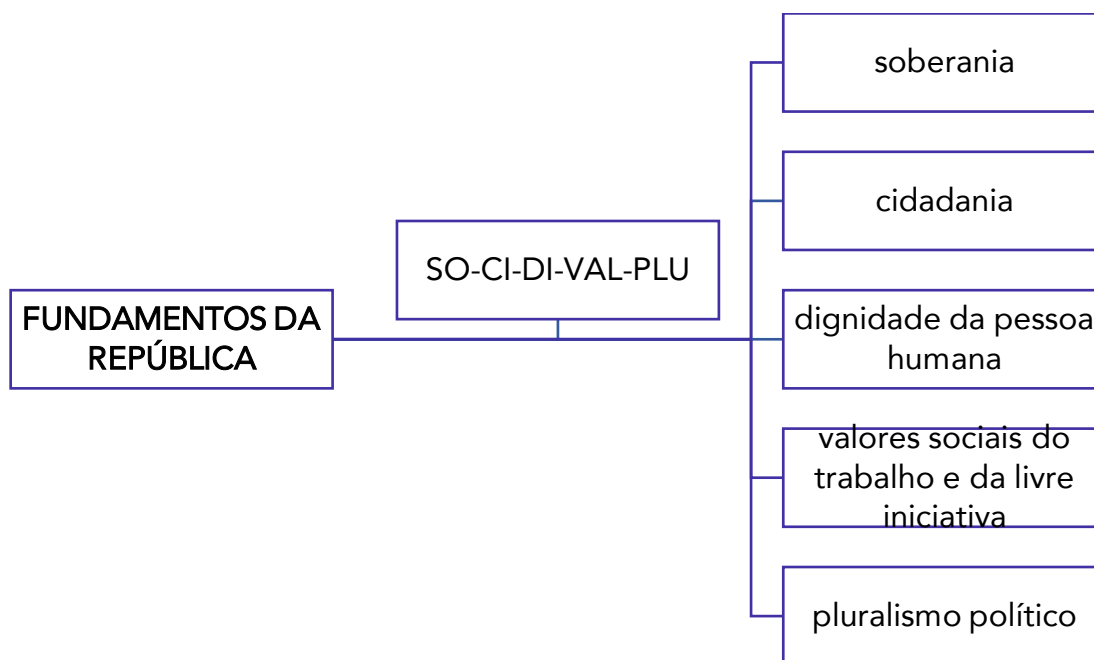 FUNDAMENTOS DA
REPÚBLICA
SO-CI-DI-VAL-PLU
soberania
cidadania
dignidade da pessoa
humana
valores sociais do
trabalho e da livre
iniciativa
pluralismo político